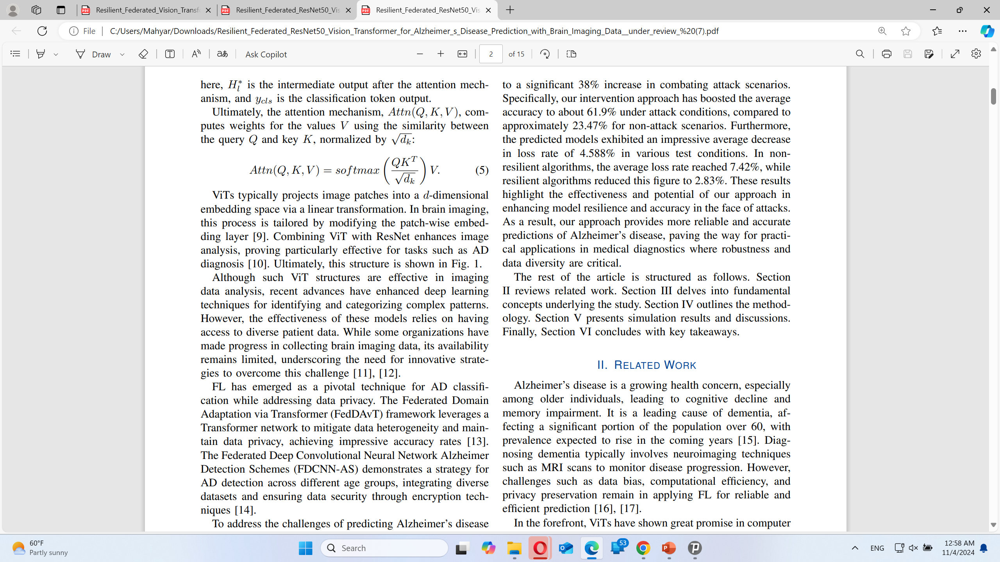 Resilient_Federated_Vision_Transf
Resilient_Federated_ResNet50_Vis
Resilient_Federated_ResNet50_Vis
File
C:/Users/Mahyar/Downloads/Resilient_Federated_ResNet50_Vision_Transformer_for_Alzheimer_s_Disease_Prediction_with_Brain_Imaging_Data__under_review_%20(7).pdf
Draw
Ask Copilot
2
of 15
here, H_l^* is the intermediate output after the attention mech-
anism, and y_cls is the classification token output.
Ultimately, the attention mechanism, Attn(Q, K, V), com-
putes weights for the values V using the similarity between
the query Q and key K, normalized by √d_k:
Attn(Q, K, V) = softmax (QK^T / √d_k) V. (5)
ViTs typically projects image patches into a d-dimensional
embedding space via a linear transformation. In brain imaging,
this process is tailored by modifying the patch-wise embed-
ding layer [9]. Combining ViT with ResNet enhances image
analysis, proving particularly effective for tasks such as AD
diagnosis [10]. Ultimately, this structure is shown in Fig. 1.
Although such ViT structures are effective in imaging
data analysis, recent advances have enhanced deep learning
techniques for identifying and categorizing complex patterns.
However, the effectiveness of these models relies on having
access to diverse patient data. While some organizations have
made progress in collecting brain imaging data, its availability
remains limited, underscoring the need for innovative strate-
gies to overcome this challenge [11], [12].
FL has emerged as a pivotal technique for AD classifi-
cation while addressing data privacy. The Federated Domain
Adaptation via Transformer (FedDAvT) framework leverages a
Transformer network to mitigate data heterogeneity and main-
tain data privacy, achieving impressive accuracy rates [13].
The Federated Deep Convolutional Neural Network Alzheimer
Detection Schemes (FDCNN-AS) demonstrates a strategy for
AD detection across different age groups, integrating diverse
datasets and ensuring data security through encryption tech-
niques [14].
To address the challenges of predicting Alzheimer's disease
to a significant 38% increase in combating attack scenarios.
Specifically, our intervention approach has boosted the average
accuracy to about 61.9% under attack conditions, compared to
approximately 23.47% for non-attack scenarios. Furthermore,
the predicted models exhibited an impressive average decrease
in loss rate of 4.588% in various test conditions. In non-
resilient algorithms, the average loss rate reached 7.42%, while
resilient algorithms reduced this figure to 2.83%. These results
highlight the effectiveness and potential of our approach in
enhancing model resilience and accuracy in the face of attacks.
As a result, our approach provides more reliable and accurate
predictions of Alzheimer's disease, paving the way for practi-
cal applications in medical diagnostics where robustness and
data diversity are critical.
The rest of the article is structured as follows. Section
II reviews related work. Section III delves into fundamental
concepts underlying the study. Section IV outlines the method-
ology. Section V presents simulation results and discussions.
Finally, Section VI concludes with key takeaways.
II. RELATED WORK
Alzheimer's disease is a growing health concern, especially
among older individuals, leading to cognitive decline and
memory impairment. It is a leading cause of dementia, af-
fecting a significant portion of the population over 60, with
prevalence expected to rise in the coming years [15]. Diag-
nosing dementia typically involves neuroimaging techniques
such as MRI scans to monitor disease progression. However,
challenges such as data bias, computational efficiency, and
privacy preservation remain in applying FL for reliable and
efficient prediction [16], [17].
In the forefront, ViTs have shown great promise in computer
60°F
Partly sunny
Search
53
ENG
12:58 AM
11/4/2024